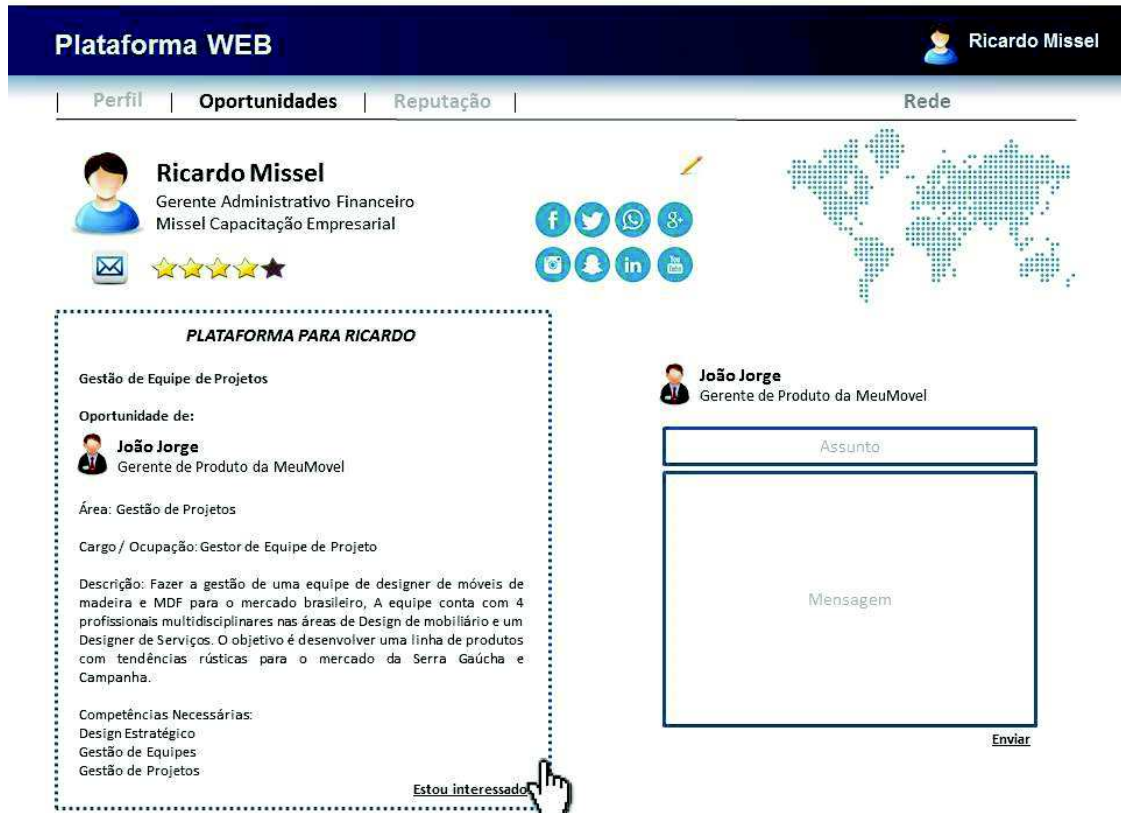 Plataforma WEB
Ricardo Missel
Perfil | Oportunidades | Reputação |
Rede
Ricardo Missel
Gerente Administrativo Financeiro
Missel Capacitação Empresarial
PLATAFORMA PARA RICARDO
Gestão de Equipe de Projetos
Oportunidade de:
João Jorge
Gerente de Produto da MeuMovel
Área: Gestão de Projetos
Cargo / Ocupação: Gestor de Equipe de Projeto
Descrição: Fazer a gestão de uma equipe de designer de móveis de
madeira e MDF para o mercado brasileiro, A equipe conta com 4
profissionais multidisciplinares nas áreas de Design de mobiliário e um
Designer de Serviços. O objetivo é desenvolver uma linha de produtos
com tendências rústicas para o mercado da Serra Gaúcha e
Campanha.
Competências Necessárias:
Design Estratégico
Gestão de Equipes
Gestão de Projetos
Estou interessado
João Jorge
Gerente de Produto da MeuMovel
Assunto
Mensagem
Enviar